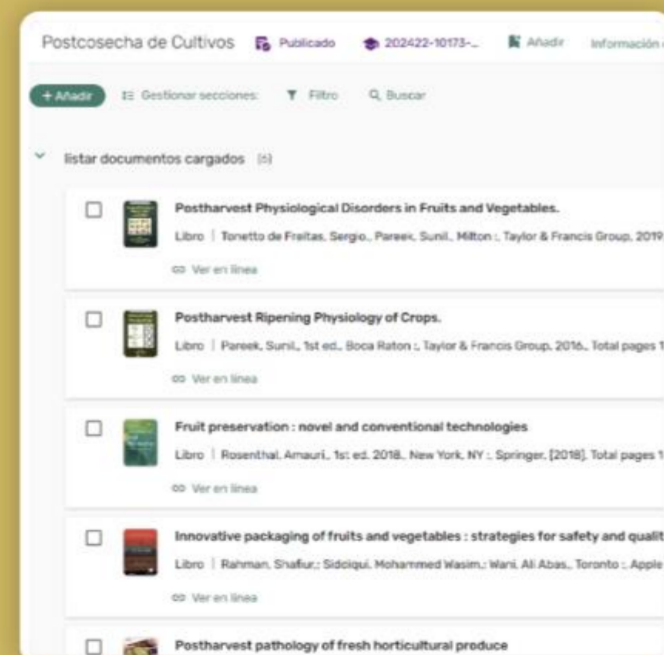 Postcosecha de Cultivos Publicado 202422-10173-... Añadir Información
+ Añadir Gestionar secciones: Filtro Buscar
listar documentos cargados (6)
Postharvest Physiological Disorders in Fruits and Vegetables.
Libro | Tonetto de Freitas, Sergio., Pareek, Sunil., Milton :, Taylor & Francis Group, 2019
Ver en línea
Postharvest Ripening Physiology of Crops.
Libro | Pareek, Sunil., 1st ed., Boca Raton :, Taylor & Francis Group, 2016., Total pages 1
Ver en línea
Fruit preservation : novel and conventional technologies
Libro | Rosenthal, Amauri., 1st ed. 2018., New York, NY :, Springer, [2018], Total pages 1
Ver en línea
Innovative packaging of fruits and vegetables : strategies for safety and qualit
Libro | Rahman, Shafiur,; Siddiqui, Mohammed Wasim,; Wani, Ali Abas., Toronto :, Apple
Ver en línea
Postharvest pathology of fresh horticultural produce